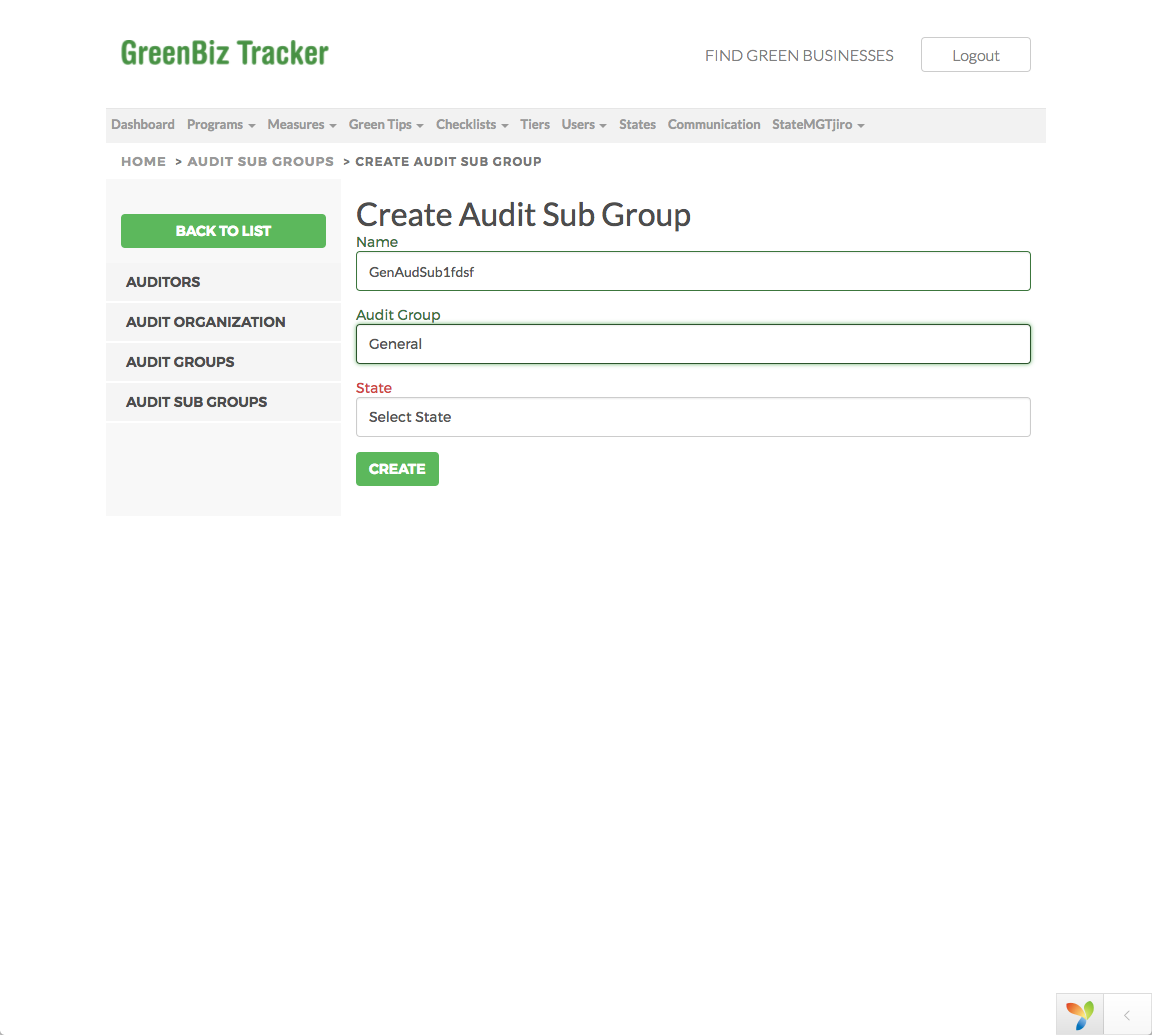 GreenBiz Tracker
FIND GREEN BUSINESSES
Logout
Dashboard Programs Measures Green Tips Checklists Tiers Users States Communication StateMGTjiro
HOME > AUDIT SUB GROUPS > CREATE AUDIT SUB GROUP
BACK TO LIST
AUDITORS
AUDIT ORGANIZATION
AUDIT GROUPS
AUDIT SUB GROUPS
Create Audit Sub Group
Name
GenAudSub1fdsf
Audit Group
General
State
Select State
CREATE